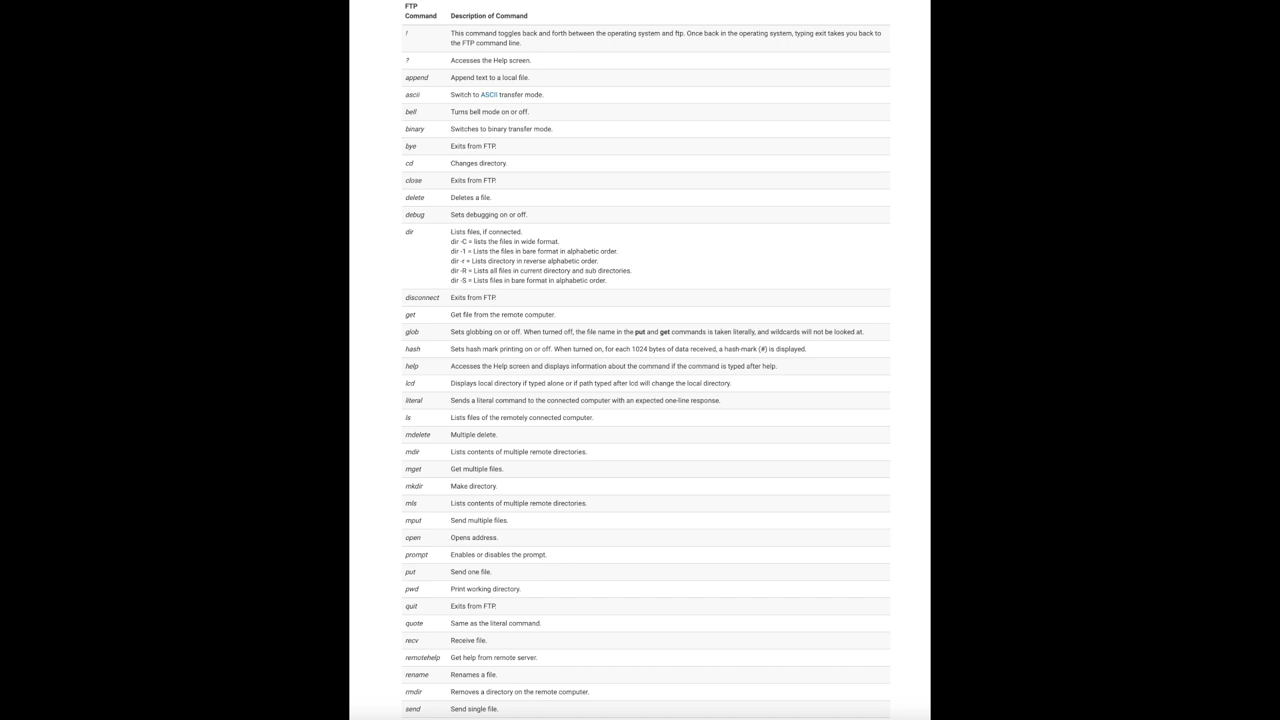 FTP
Command Description of Command
! This command toggles back and forth between the operating system and ftp. Once back in the operating system, typing exit takes you back to
the FTP command line.
? Accesses the Help screen.
append Append text to a local file.
ascii Switch to ASCII transfer mode.
bell Turns bell mode on or off.
binary Switches to binary transfer mode.
bye Exits from FTP.
cd Changes directory.
close Exits from FTP.
delete Deletes a file.
debug Sets debugging on or off.
dir Lists files, if connected.
dir -C = lists the files in wide format.
dir -1 = Lists the files in bare format in alphabetic order.
dir -r = Lists directory in reverse alphabetic order.
dir -R = Lists all files in current directory and sub directories.
dir -S = Lists files in bare format in alphabetic order.
disconnect Exits from FTP.
get Get file from the remote computer.
glob Sets globbing on or off. When turned off, the file name in the put and get commands is taken literally, and wildcards will not be looked at.
hash Sets hash mark printing on or off. When turned on, for each 1024 bytes of data received, a hash-mark (#) is displayed.
help Accesses the Help screen and displays information about the command if the command is typed after help.
lcd Displays local directory if typed alone or if path typed after lcd will change the local directory.
literal Sends a literal command to the connected computer with an expected one-line response.
ls Lists files of the remotely connected computer.
mdelete Multiple delete.
mdir Lists contents of multiple remote directories.
mget Get multiple files.
mkdir Make directory.
mls Lists contents of multiple remote directories.
mput Send multiple files.
open Opens address.
prompt Enables or disables the prompt.
put Send one file.
pwd Print working directory.
quit Exits from FTP.
quote Same as the literal command.
recv Receive file.
remotehelp Get help from remote server.
rename Renames a file.
rmdir Removes a directory on the remote computer.
send Send single file.